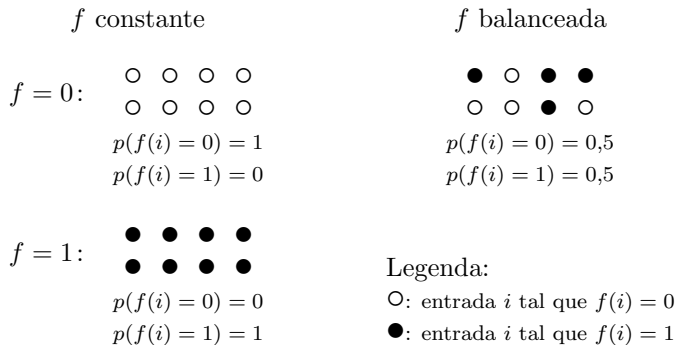 f constante
f = 0:
p(f(i) = 0) = 1
p(f(i) = 1) = 0
f = 1:
p(f(i) = 0) = 0
p(f(i) = 1) = 1
f balanceada
p(f(i) = 0) = 0,5
p(f(i) = 1) = 0,5
Legenda:
○: entrada i tal que f(i) = 0
●: entrada i tal que f(i) = 1